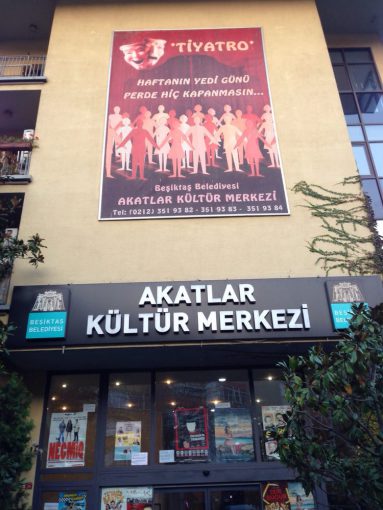 "TİYATRO"
HAFTANIN YEDİ GÜNÜ
PERDE HİÇ KAPANMASIN...
Beşiktaş Belediyesi
AKATLAR KÜLTÜR MERKEZİ
Tel: (0212) 351 93 82 - 351 93 83 - 351 93 84
AKATLAR
KÜLTÜR MERKEZİ
BEŞİKTAŞ
BELEDİYESİ
BEŞİKTAŞ
BELEDİ